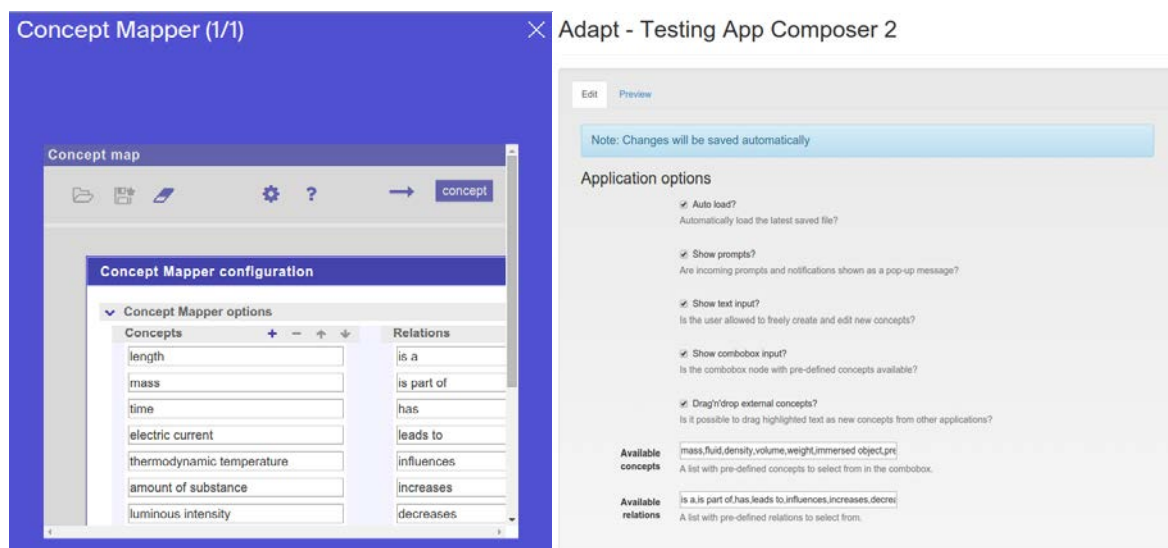 Concept Mapper (1/1)
Concept map
?
concept
Concept Mapper configuration
Concept Mapper options
Concepts + −
Relations
length
is a
mass
is part of
time
has
electric current
leads to
thermodynamic temperature
influences
amount of substance
increases
luminous intensity
decreases
Adapt - Testing App Composer 2
Edit Preview
Note: Changes will be saved automatically
Application options
Auto load?
Automatically load the latest saved file?
Show prompts?
Are incoming prompts and notifications shown as a pop-up message?
Show text input?
Is the user allowed to freely create and edit new concepts?
Show combobox input?
Is the combobox node with pre-defined concepts available?
Drag'n'drop external concepts?
Is it possible to drag highlighted text as new concepts from other applications?
Available concepts
mass,fluid,density,volume,weight,immersed object,pre
A list with pre-defined concepts to select from in the combobox.
Available relations
is a,is part of,has,leads to,influences,increases,decrea
A list with pre-defined relations to select from.